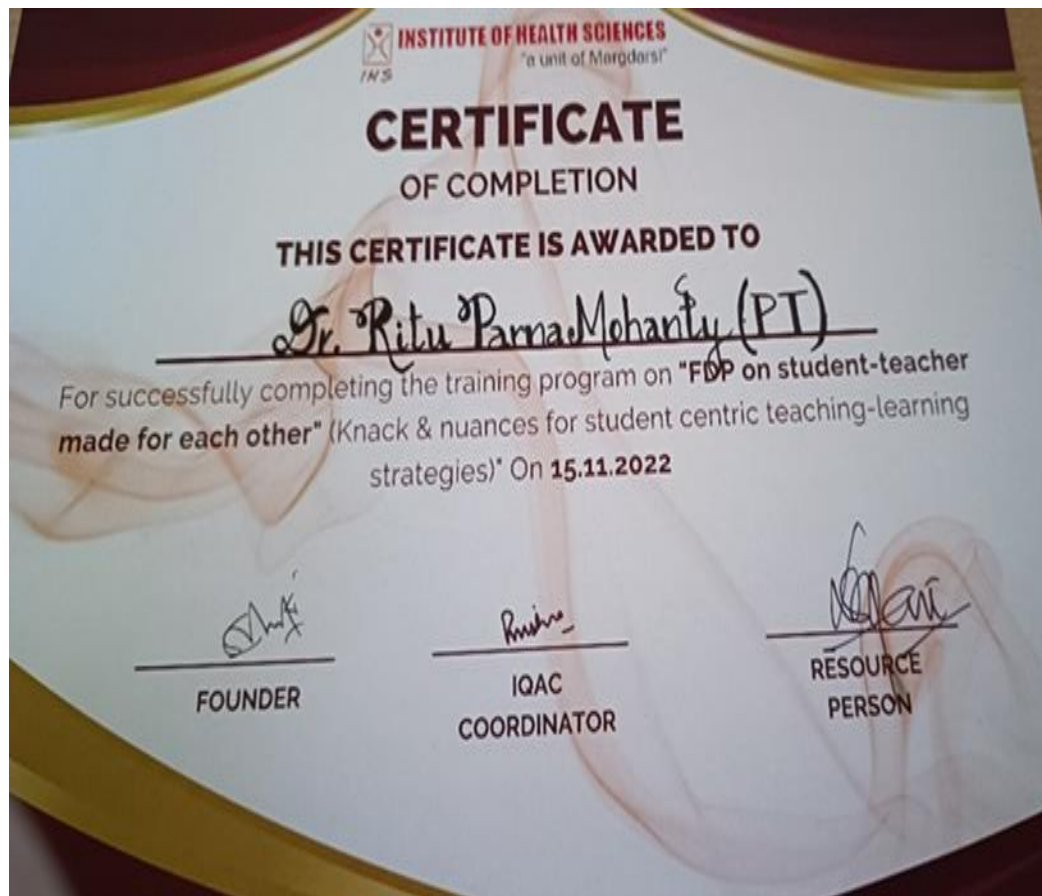 INSTITUTE OF HEALTH SCIENCES
"a unit of Margdarsi"
IHS
CERTIFICATE
OF COMPLETION
THIS CERTIFICATE IS AWARDED TO
Dr. Ritu Parna Mohanty (PT)
For successfully completing the training program on "FDP on student-teacher
made for each other" (Knack & nuances for student centric teaching-learning
strategies)" On 15.11.2022
FOUNDER
IQAC
COORDINATOR
RESOURCE
PERSON